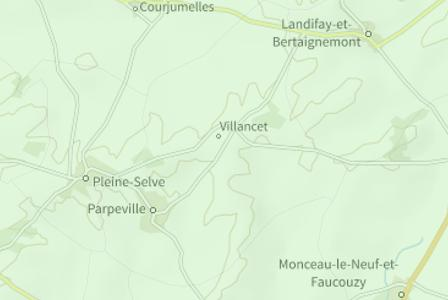 Courjumelles
Landifay-et-
Bertaignemont
Villancet
Pleine-Selve
Parpeville
Monceau-le-Neuf-et-
Faucouzy